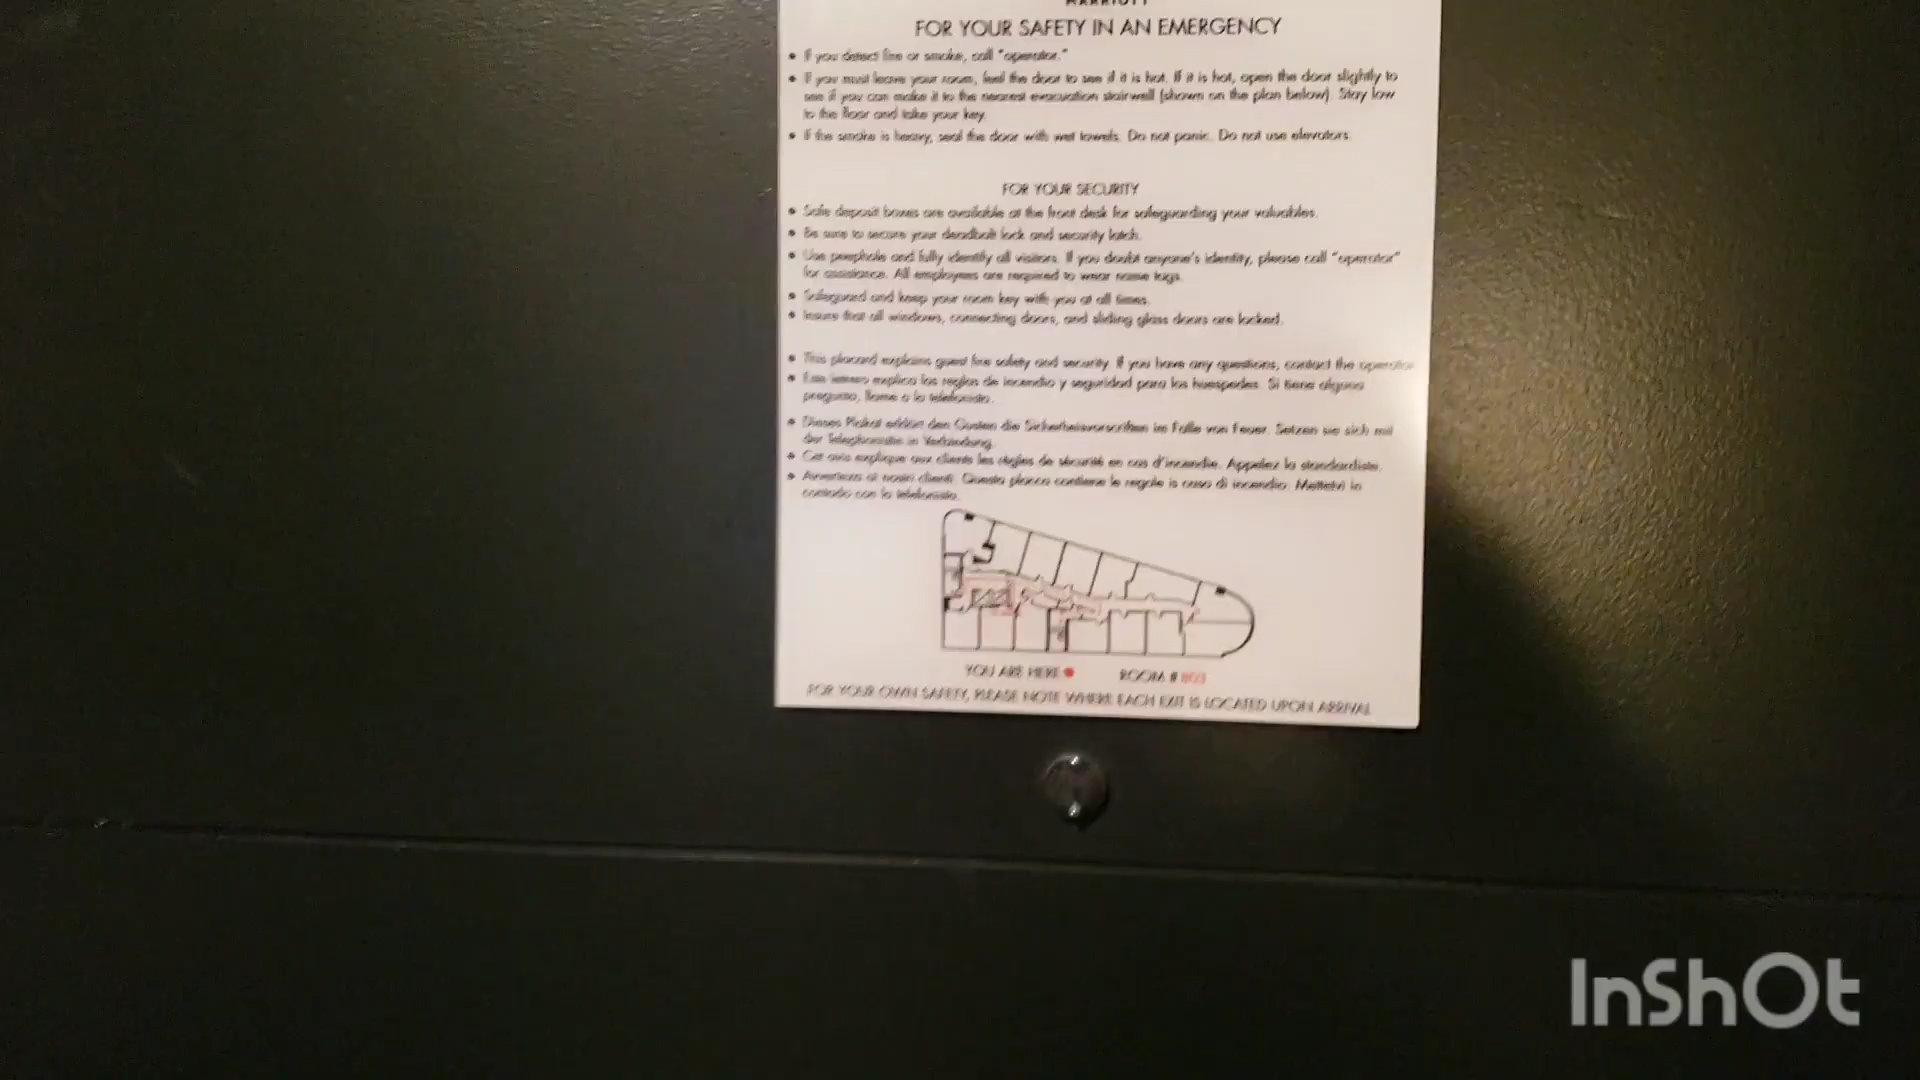 MARRIOTT
FOR YOUR SAFETY IN AN EMERGENCY
• If you detect fire or smoke, call "operator."
• If you must leave your room, feel the door to see if it is hot. If it is hot, open the door slightly to
see if you can make it to the nearest evacuation stairwell (shown on the plan below). Stay low
to the floor and take your key.
• If the smoke is heavy, seal the door with wet towels. Do not panic. Do not use elevators.
FOR YOUR SECURITY
• Safe deposit boxes are available at the front desk for safeguarding your valuables.
• Be sure to secure your deadbolt lock and security latch.
• Use peephole and fully identify all visitors. If you doubt anyone's identity, please call "operator"
for assistance. All employees are required to wear name tags.
• Safeguard and keep your room key with you at all times.
• Insure that all windows, connecting doors, and sliding glass doors are locked.
• This placard explains guest fire safety and security. If you have any questions, contact the operator
• Este explica las reglas de incendio y seguridad para los huespedes. Si tiene alguna
pregunta, llame a la telefonista.
• Dieses Plakat erklärt den Gästen die Sicherheitsvorschriften im Falle von Feuer. Setzen sie sich mit
der Telephonistin in Verbindung.
• Cet avis explique aux clients les règles de sécurité en cas d'incendie. Appelez la standardiste.
• ai nostri clienti. Questa placca contiene le regole is caso di incendio. Mettetevi in
contatto con la telefonista.
YOU ARE HERE
ROOM # 803
FOR YOUR OWN SAFETY, PLEASE NOTE WHERE EACH EXIT IS LOCATED UPON ARRIVAL
InShOt